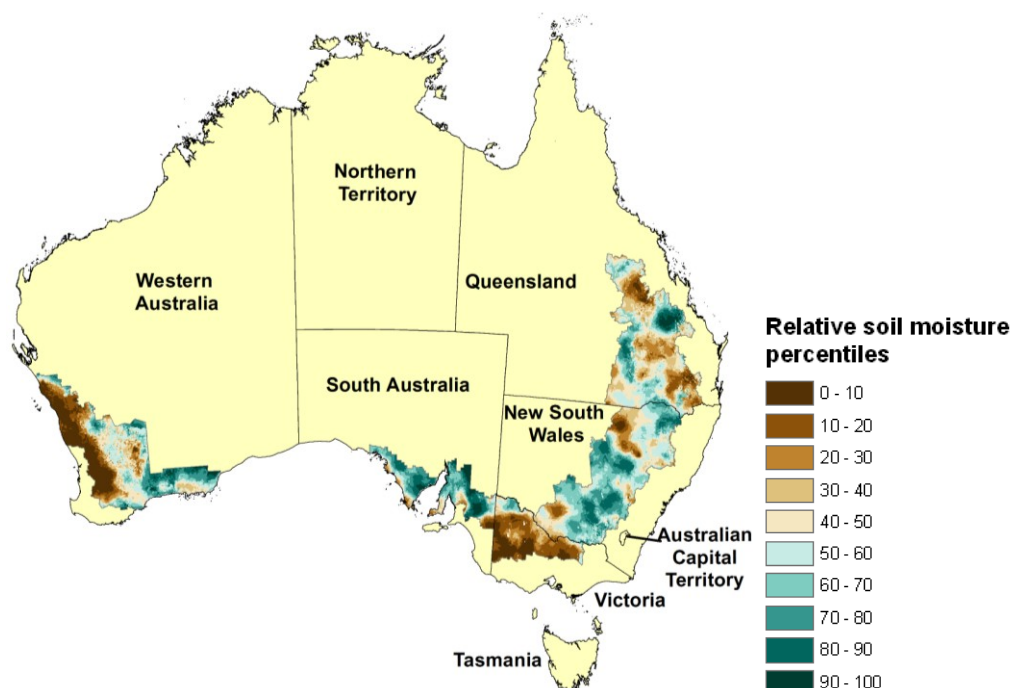 Northern
Territory
Western
Australia
Queensland
South Australia
New South
Wales
Australian
Capital
Territory
Victoria
Tasmania
Relative soil moisture
percentiles
0 - 10
10 - 20
20 - 30
30 - 40
40 - 50
50 - 60
60 - 70
70 - 80
80 - 90
90 - 100